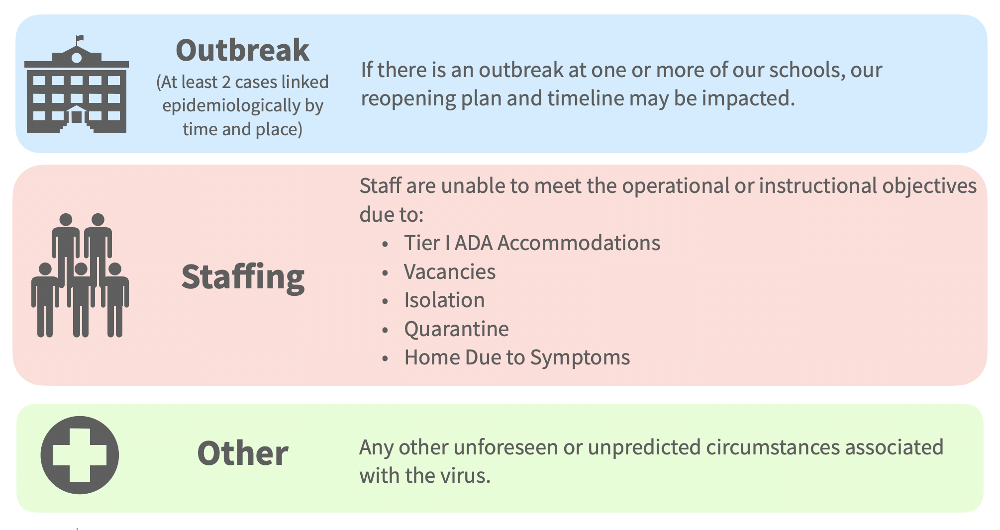 Outbreak
(At least 2 cases linked
epidemiologically by
time and place)
If there is an outbreak at one or more of our schools, our
reopening plan and timeline may be impacted.
Staffing
Staff are unable to meet the operational or instructional objectives
due to:
• Tier I ADA Accommodations
• Vacancies
• Isolation
• Quarantine
• Home Due to Symptoms
Other
Any other unforeseen or unpredicted circumstances associated
with the virus.